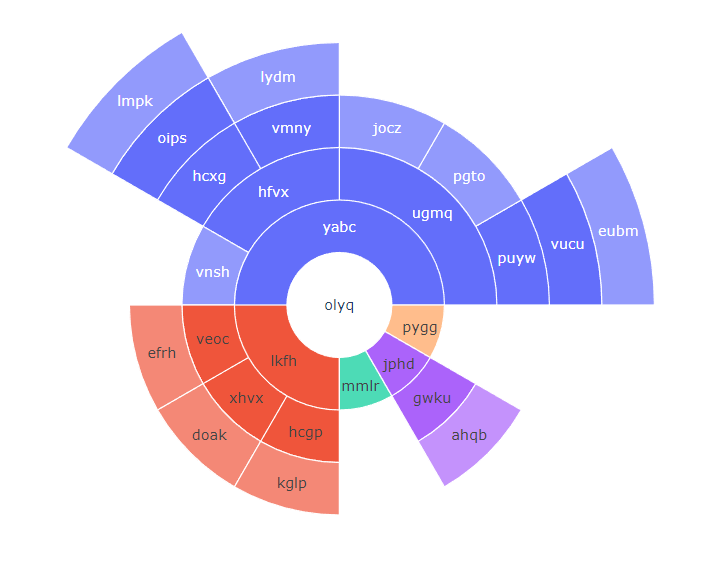 lydm
lmpk
vmny
jocz
oips
hcxg
pgto
hfvx
ugmq
yabc
eubm
vucu
puyw
vnsh
olyq
pygg
veoc
efrh
lkfh
jphd
mmlr
xhvx
gwku
hcgp
doak
ahqb
kglp